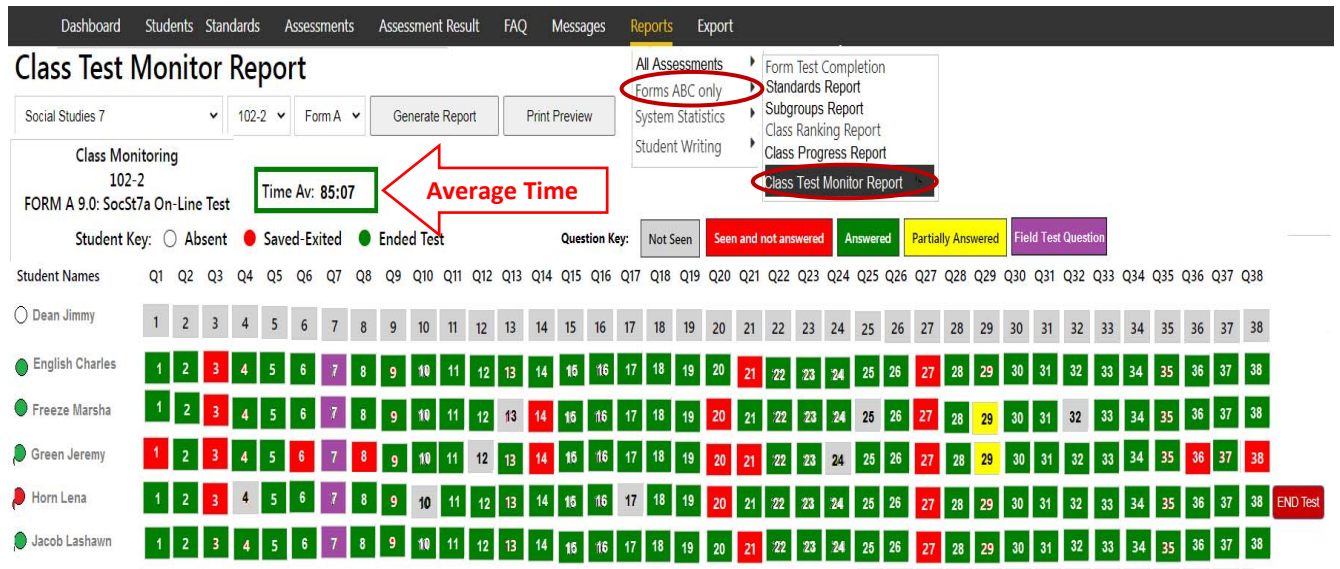 Dashboard Students Standards Assessments Assessment Result FAQ Messages Reports Export
Class Test Monitor Report
All Assessments
Forms ABC only
System Statistics
Student Writing
Form Test Completion
Standards Report
Subgroups Report
Class Ranking Report
Class Progress Report
Class Test Monitor Report
Social Studies 7 102-2 Form A Generate Report Print Preview
Class Monitoring
102-2
FORM A 9.0: SocSt7a On-Line Test
Time Av: 85:07
Average Time
Student Key: Absent Saved-Exited Ended Test
Question Key: Not Seen Seen and not answered Answered Partially Answered Field Test Question
Student Names Q1 Q2 Q3 Q4 Q5 Q6 Q7 Q8 Q9 Q10 Q11 Q12 Q13 Q14 Q15 Q16 Q17 Q18 Q19 Q20 Q21 Q22 Q23 Q24 Q25 Q26 Q27 Q28 Q29 Q30 Q31 Q32 Q33 Q34 Q35 Q36 Q37 Q38
Dean Jimmy 1 2 3 4 5 6 7 8 9 10 11 12 13 14 15 16 17 18 19 20 21 22 23 24 25 26 27 28 29 30 31 32 33 34 35 36 37 38
English Charles 1 2 3 4 5 6 7 8 9 10 11 12 13 14 15 16 17 18 19 20 21 22 23 24 25 26 27 28 29 30 31 32 33 34 35 36 37 38
Freeze Marsha 1 2 3 4 5 6 7 8 9 10 11 12 13 14 15 16 17 18 19 20 21 22 23 24 25 26 27 28 29 30 31 32 33 34 35 36 37 38
Green Jeremy 1 2 3 4 5 6 7 8 9 10 11 12 13 14 15 16 17 18 19 20 21 22 23 24 25 26 27 28 29 30 31 32 33 34 35 36 37 38
Horn Lena 1 2 3 4 5 6 7 8 9 10 11 12 13 14 15 16 17 18 19 20 21 22 23 24 25 26 27 28 29 30 31 32 33 34 35 36 37 38 END Test
Jacob Lashawn 1 2 3 4 5 6 7 8 9 10 11 12 13 14 15 16 17 18 19 20 21 22 23 24 25 26 27 28 29 30 31 32 33 34 35 36 37 38